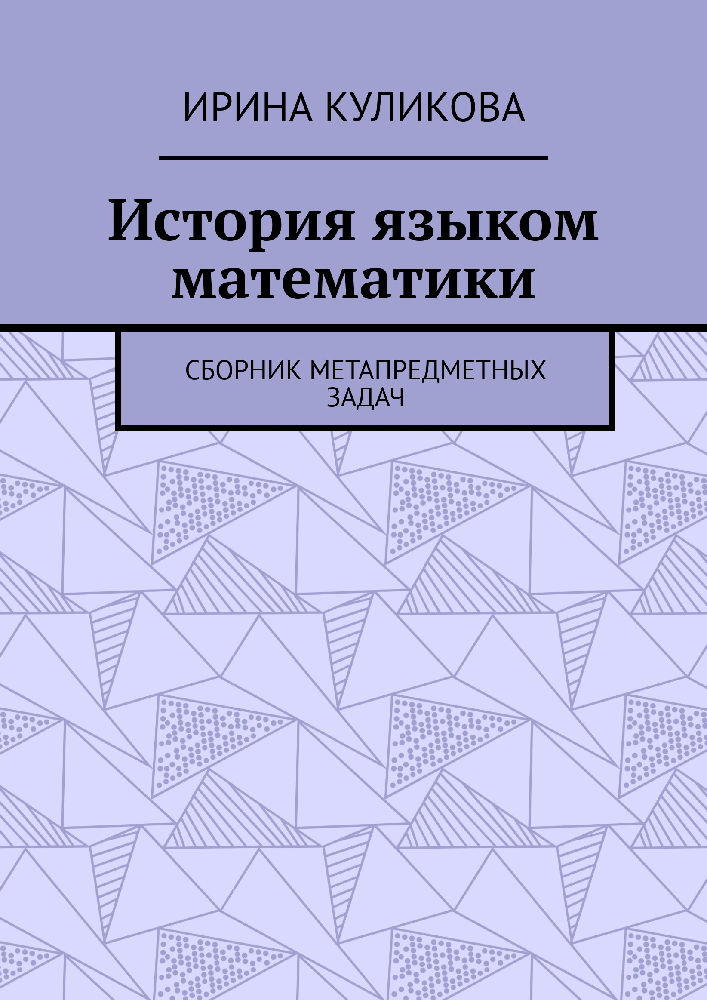 ИРИНА КУЛИКОВА
История языком
математики
СБОРНИК МЕТАПРЕДМЕТНЫХ
ЗАДАЧ